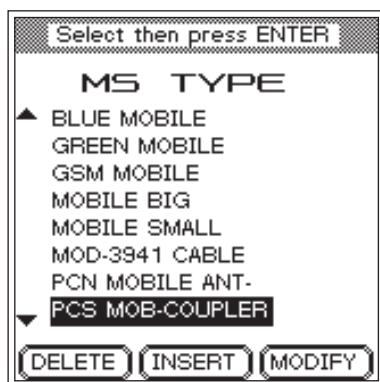 Select then press ENTER
MS TYPE
BLUE MOBILE
GREEN MOBILE
GSM MOBILE
MOBILE BIG
MOBILE SMALL
MOD-3941 CABLE
PCN MOBILE ANT-
PCS MOB-COUPLER
DELETE INSERT MODIFY